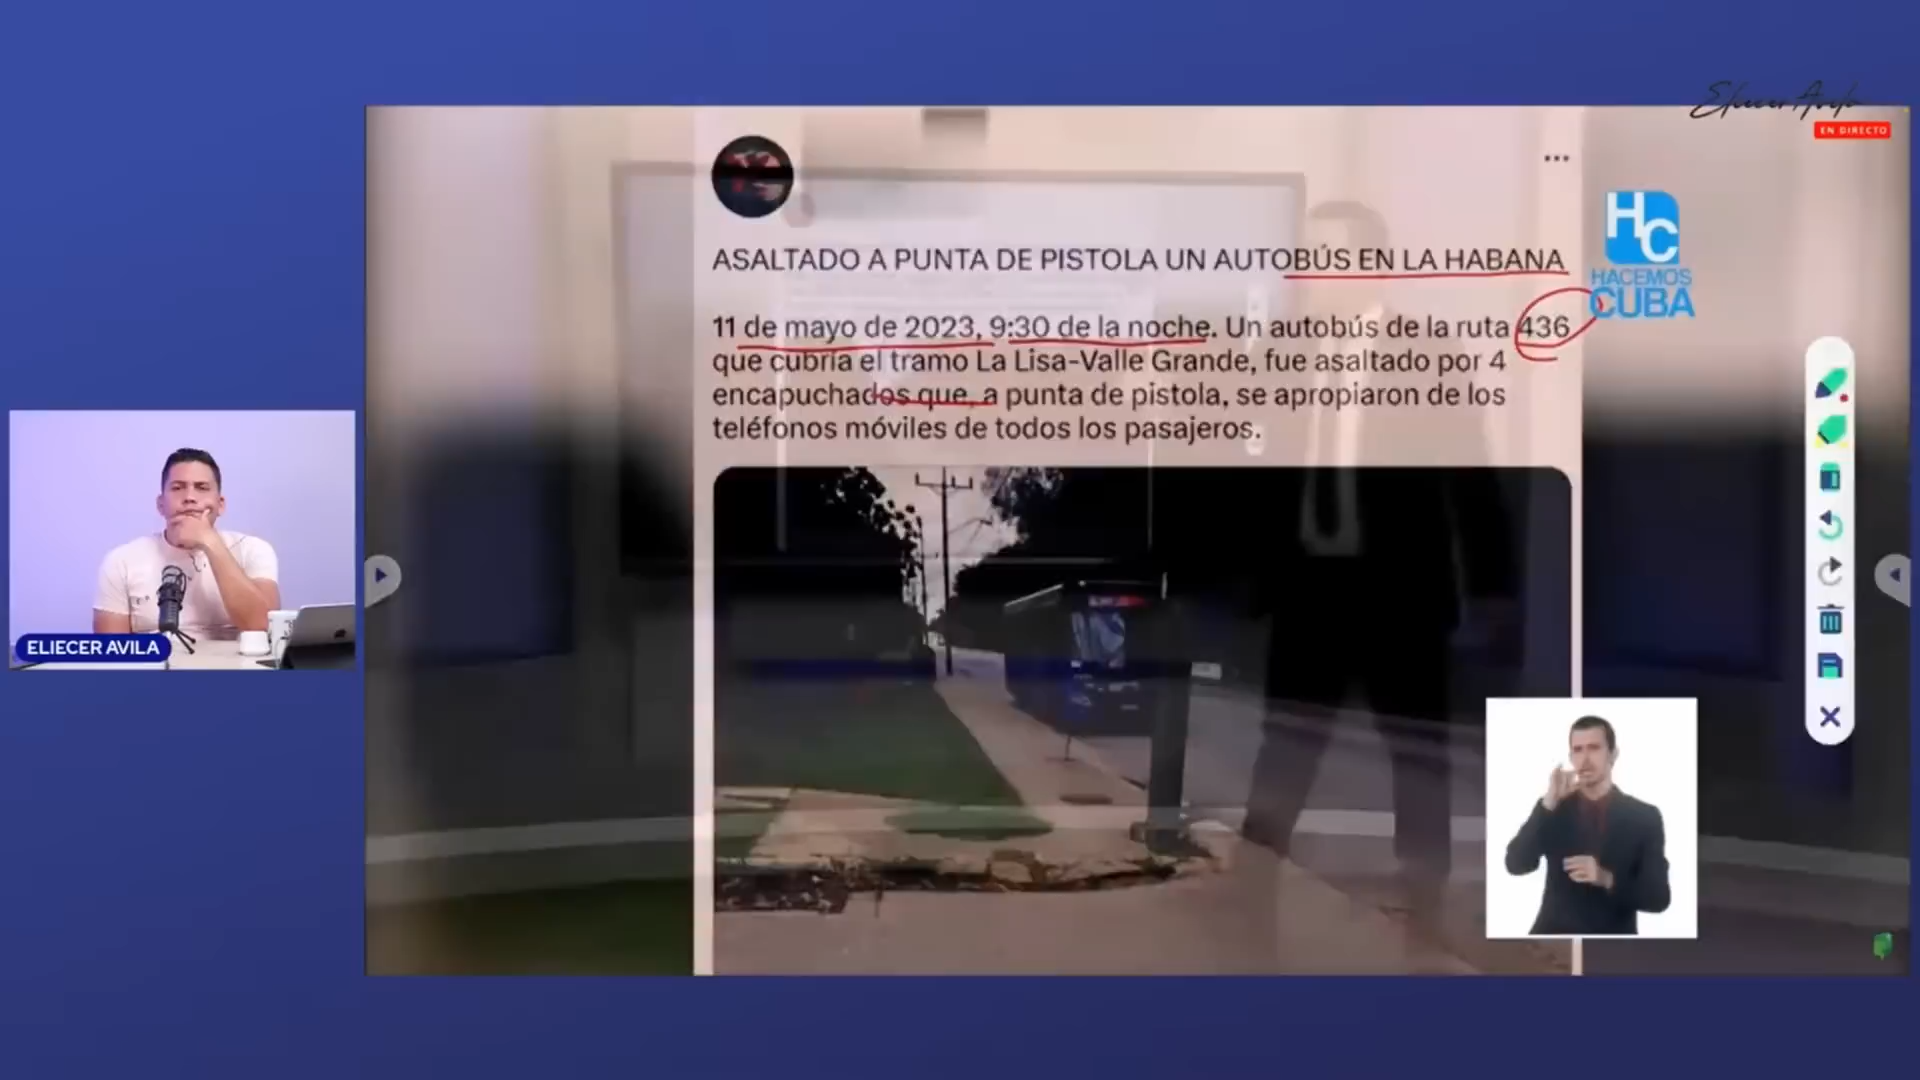 Eliecer Avila
EN DIRECTO
HC
HACEMOS
CUBA
ASALTADO A PUNTA DE PISTOLA UN AUTOBÚS EN LA HABANA
11 de mayo de 2023, 9:30 de la noche. Un autobús de la ruta 436
que cubría el tramo La Lisa-Valle Grande, fue asaltado por 4
encapuchados que, a punta de pistola, se apropiaron de los
teléfonos móviles de todos los pasajeros.
ELIECER AVILA